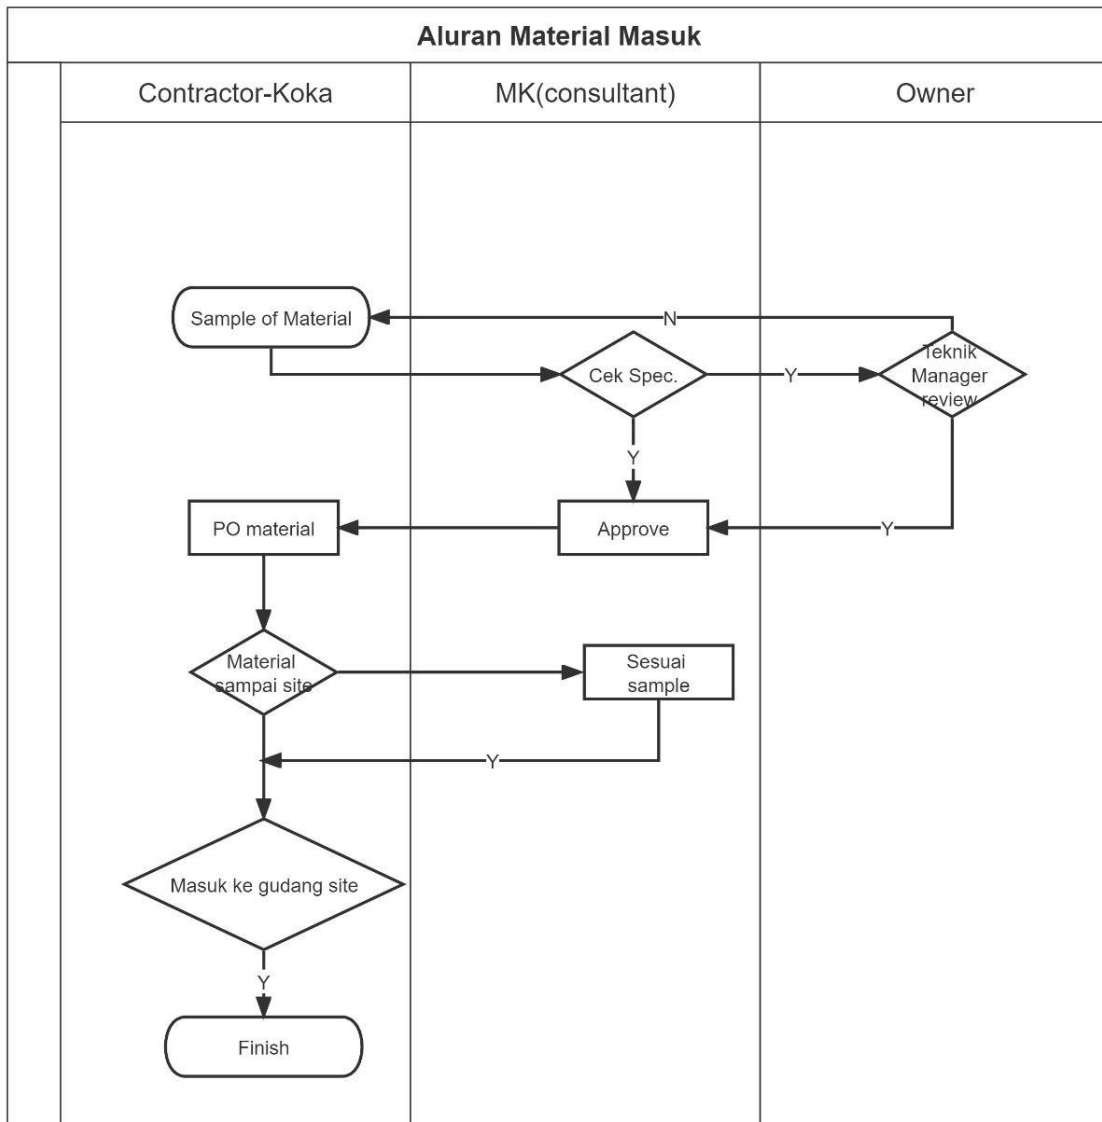 Aluran Material Masuk
Contractor-Koka
MK(consultant)
Owner
Sample of Material
N
Cek Spec.
Y
Teknik
Manager
review
Y
PO material
Approve
Y
Material
sampai site
Sesuai
sample
Y
Masuk ke gudang site
Y
Finish